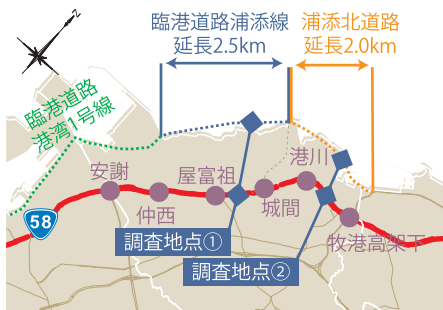 臨港道路浦添線
延長2.5km
浦添北道路
延長2.0km
Z
臨港道路
港湾1号線
安謝
仲西
屋富祖
城間
港川
牧港高架下
58
調査地点①
調査地点②